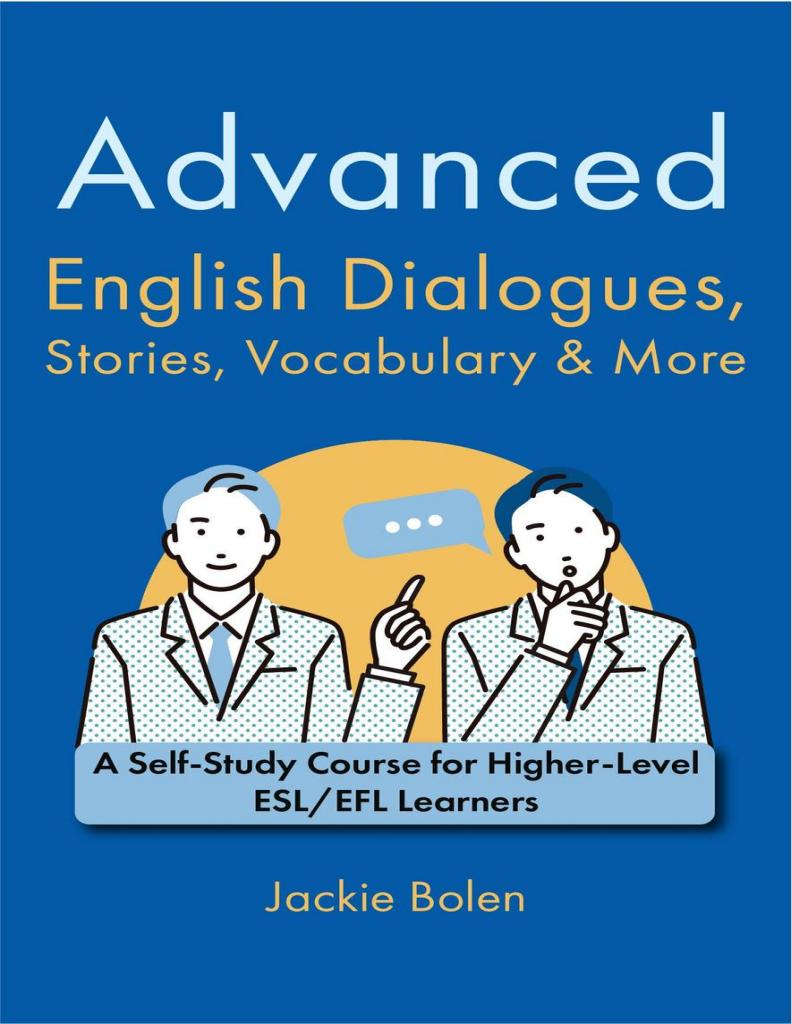 Advanced
English Dialogues,
Stories, Vocabulary & More
A Self-Study Course for Higher-Level
ESL/EFL Learners
Jackie Bolen